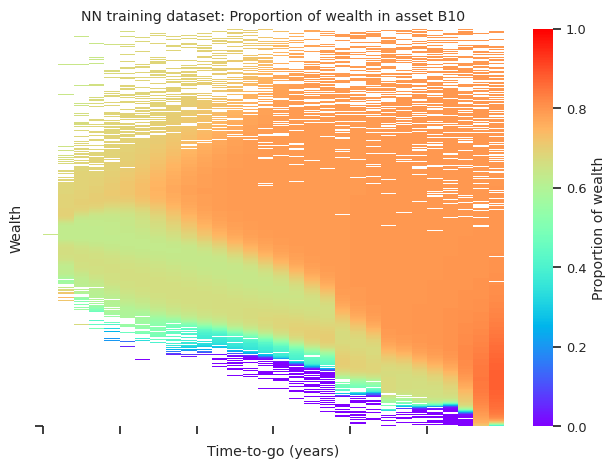 NN training dataset: Proportion of wealth in asset B10
1.0
0.8
0.6
0.4
0.2
0.0
Proportion of wealth
Wealth
Time-to-go (years)